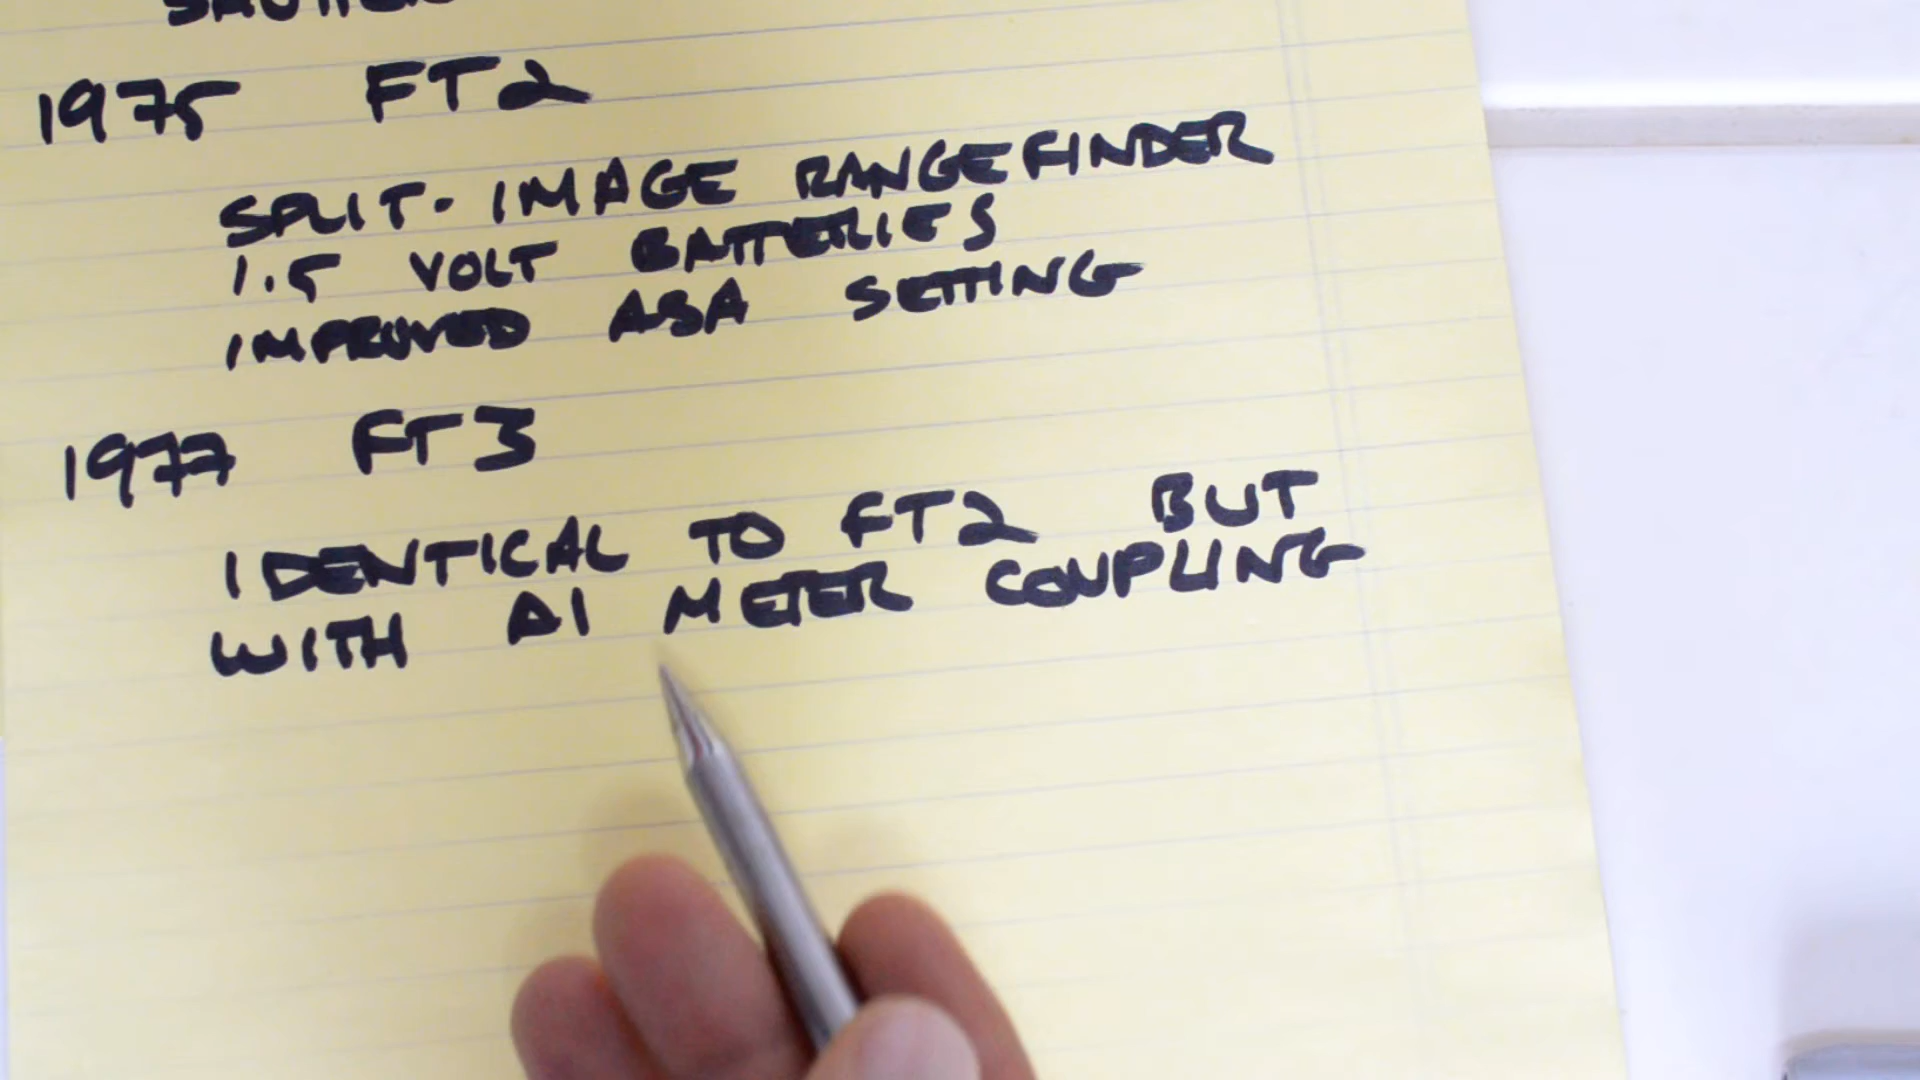 1975 FT2
SPLIT-IMAGE RANGEFINDER
1.5 VOLT BATTERIES
IMPROVED ASA SETTING
1977 FT3
IDENTICAL TO FT2 BUT
WITH AI METER COUPLING